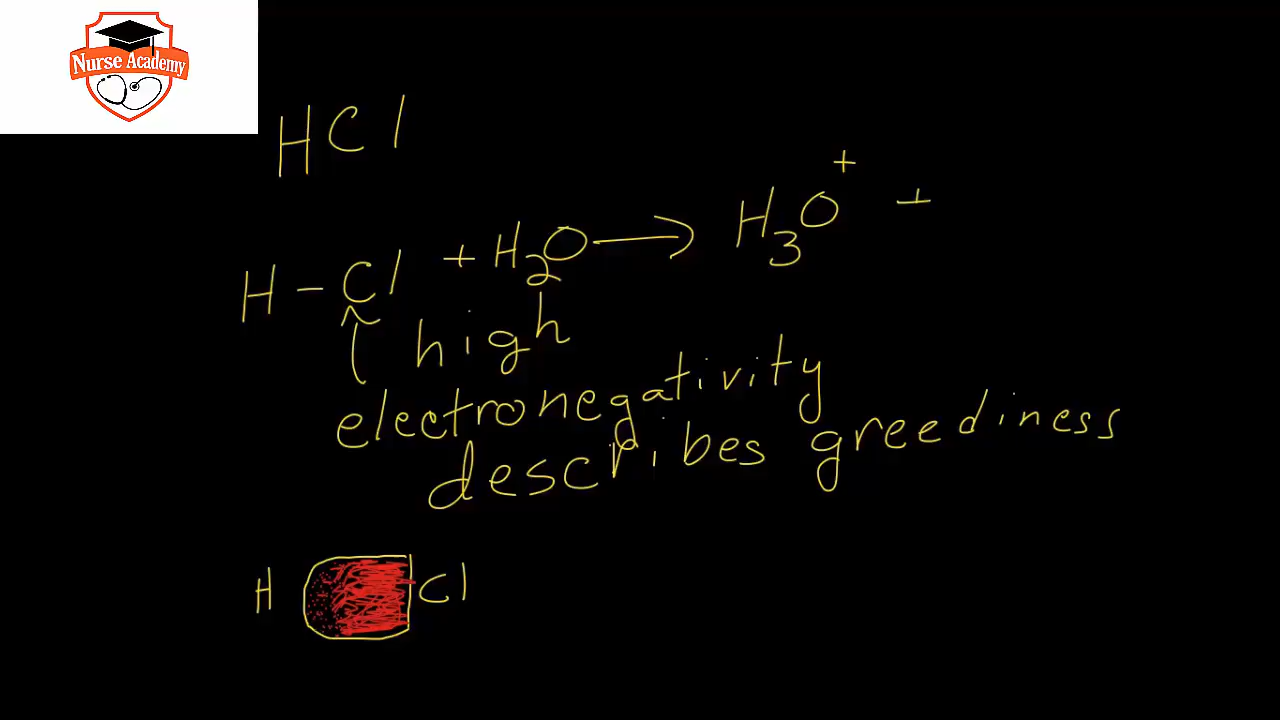 Nurse Academy
HCl
H₃O⁺ +
H - Cl + H₂O →
high
electronegativity
describes greediness
H Cl